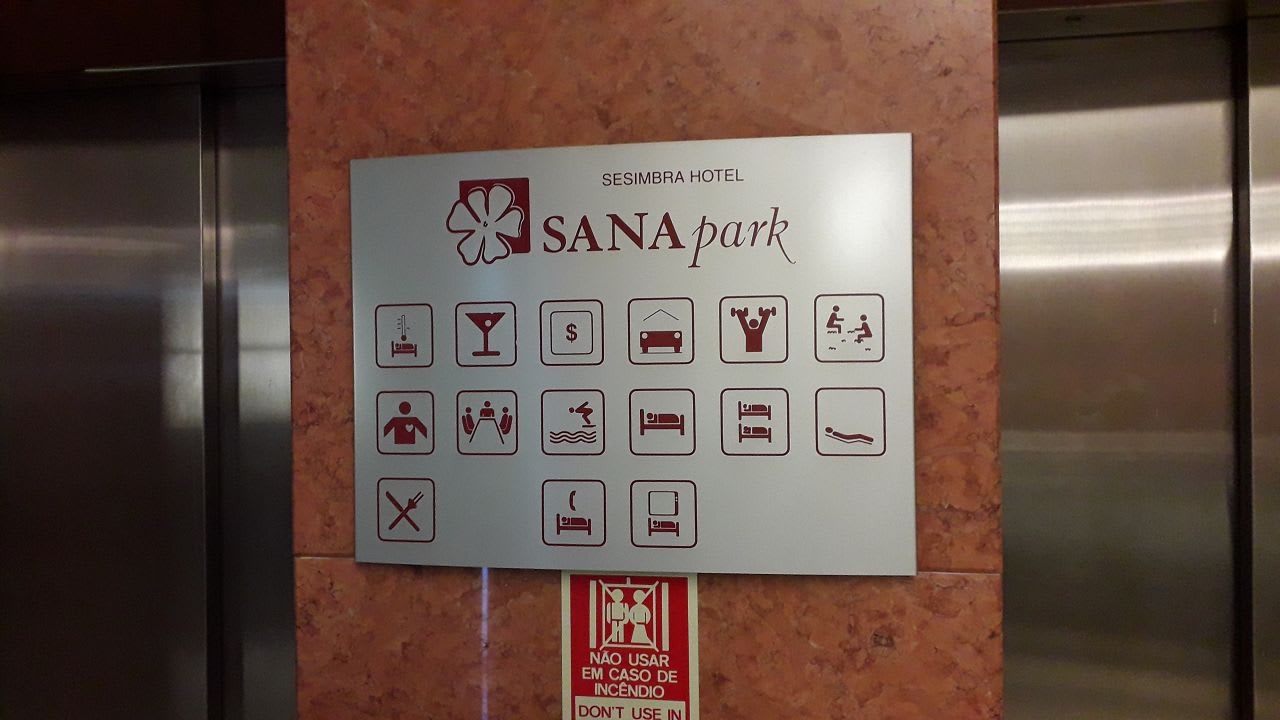 SESIMBRA HOTEL
SANA park
$
NÃO USAR
EM CASO DE
INCÊNDIO
DON'T USE IN